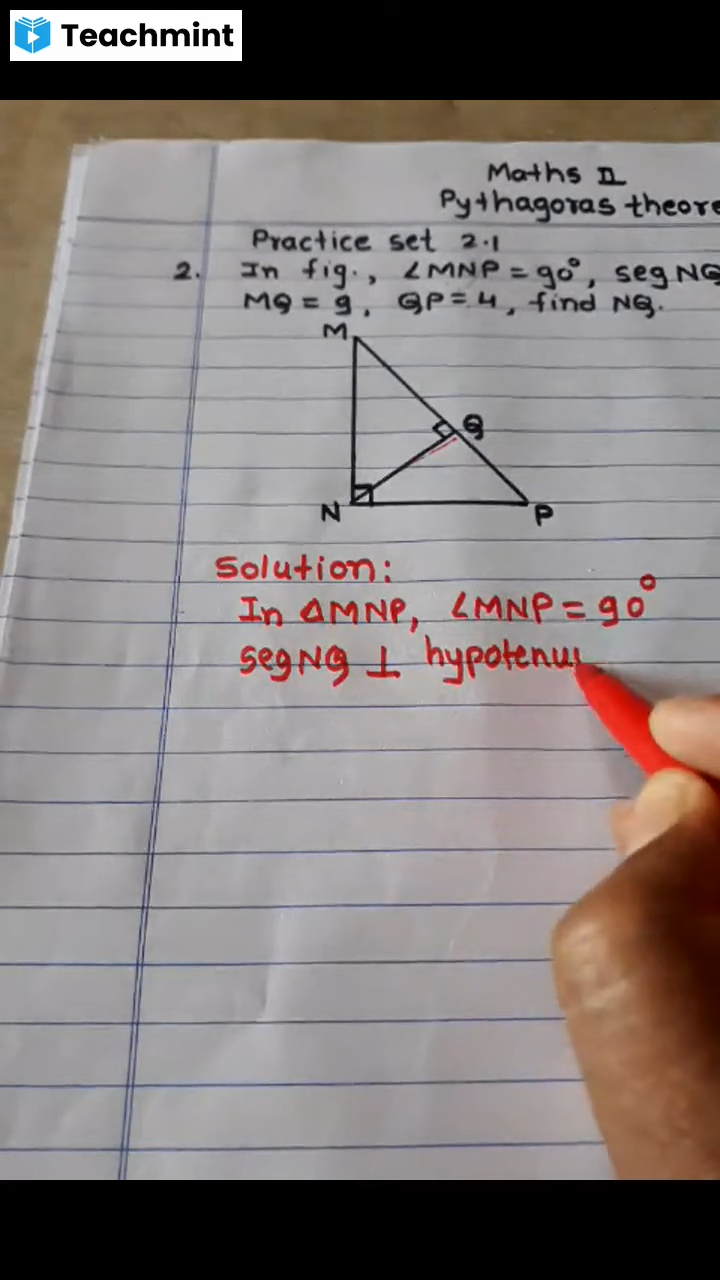 Teachmint
Maths II
Pythagoras theore
Practice set 2.1
2. In fig., ∠MNP = 90°, seg NQ
MQ = 9, QP = 4, find NQ.
M
Q
N
P
Solution:
In △MNP, ∠MNP = 90°
seg NQ ⊥ hypotenu